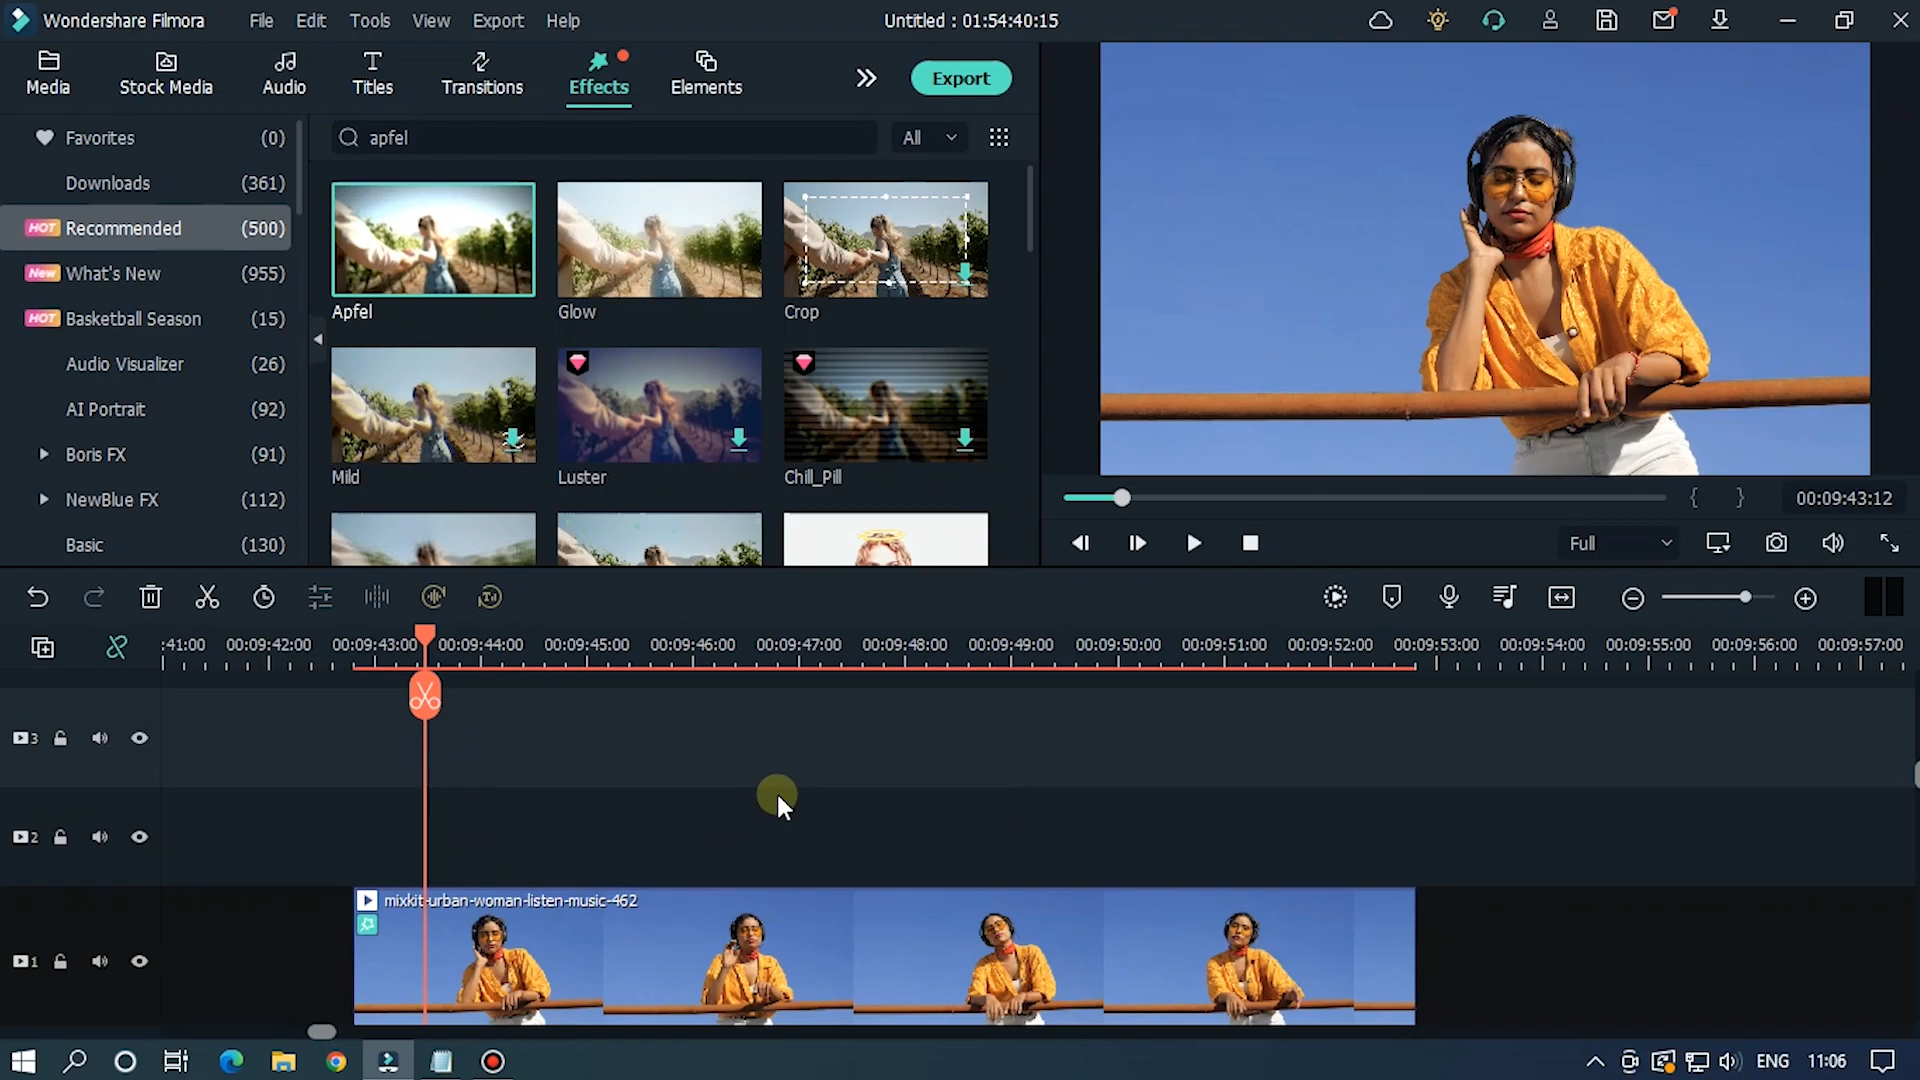 Wondershare Filmora File Edit Tools View Export Help Untitled : 01:54:40:15
Media Stock Media Audio Titles Transitions Effects Elements Export
Favorites (0)
Downloads (361)
HOT Recommended (500)
New What's New (955)
HOT Basketball Season (15)
Audio Visualizer (26)
AI Portrait (92)
Boris FX (91)
NewBlue FX (112)
Basic (130)
apfel All
Apfel Glow Crop
Mild Luster Chill_Pill
{ } 00:09:43:12
Full
:41:00 00:09:42:00 00:09:43:00 00:09:44:00 00:09:45:00 00:09:46:00 00:09:47:00 00:09:48:00 00:09:49:00 00:09:50:00 00:09:51:00 00:09:52:00 00:09:53:00 00:09:54:00 00:09:55:00 00:09:56:00 00:09:57:00
3
2
mixkit-urban-woman-listen-music-462
1
ENG 11:06